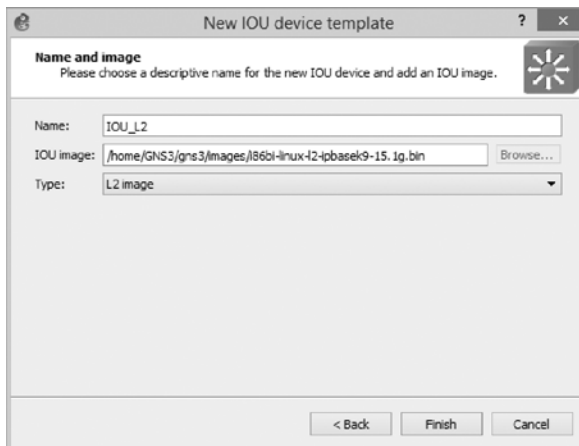 New IOU device template
? ×
Name and image
Please choose a descriptive name for the new IOU device and add an IOU image.
Name: IOU_L2
IOU image: /home/GNS3/gns3/images/i86bi-linux-l2-ipbasek9-15.1g.bin Browse...
Type: L2 image
< Back Finish Cancel